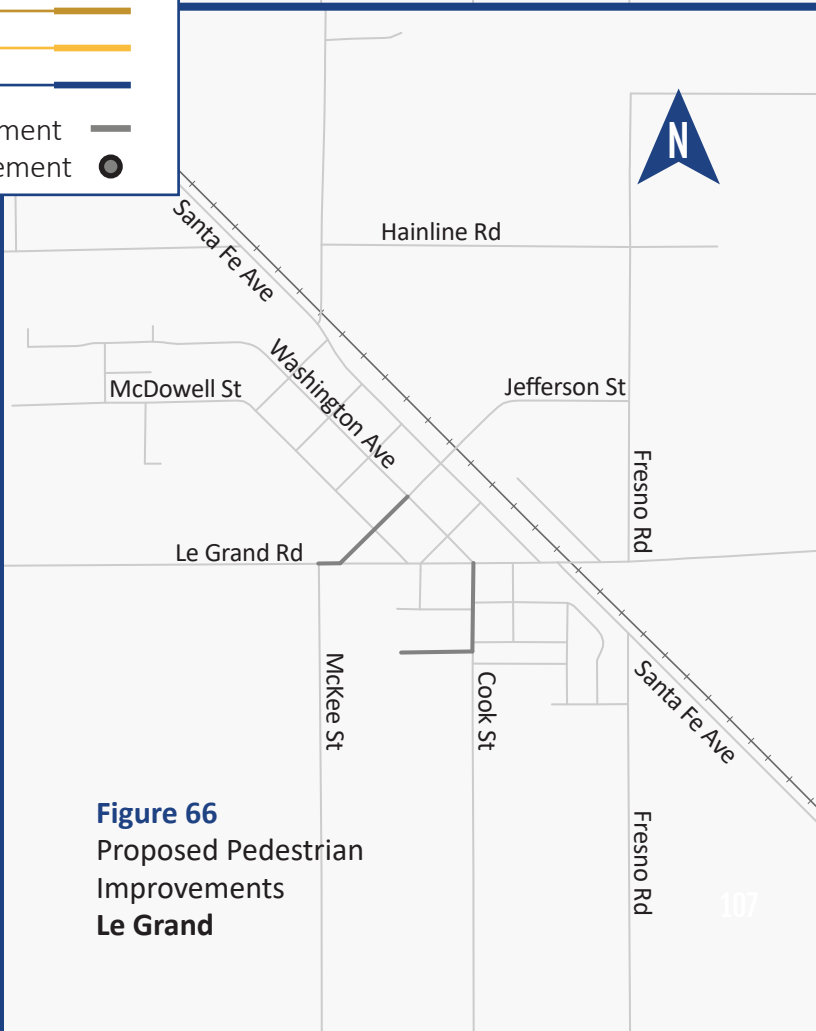 ment
ement
N
Santa Fe Ave
Hainline Rd
Washington Ave
McDowell St
Jefferson St
Fresno Rd
Le Grand Rd
McKee St
Cook St
Santa Fe Ave
Fresno Rd
Figure 66
Proposed Pedestrian
Improvements
Le Grand
107